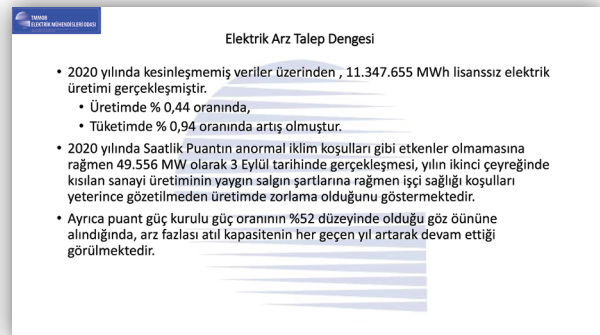 TMMOB
ELEKTRİK MÜHENDİSLERİ ODASI
Elektrik Arz Talep Dengesi
• 2020 yılında kesinleşmemiş veriler üzerinden , 11.347.655 MWh lisanssız elektrik
üretimi gerçekleşmiştir.
• Üretimde % 0,44 oranında,
• Tüketimde % 0,94 oranında artış olmuştur.
• 2020 yılında Saatlik Puantın anormal iklim koşulları gibi etkenler olmamasına
rağmen 49.556 MW olarak 3 Eylül tarihinde gerçekleşmesi, yılın ikinci çeyreğinde
kısılan sanayi üretiminin yaygın salgın şartlarına rağmen işçi sağlığı koşulları
yeterince gözetilmeden üretimde zorlama olduğunu göstermektedir.
• Ayrıca puant güç kurulu güç oranının %52 düzeyinde olduğu göz öününe
alındığında, arz fazlası atıl kapasitenin her geçen yıl artarak devam ettiği
görülmektedir.